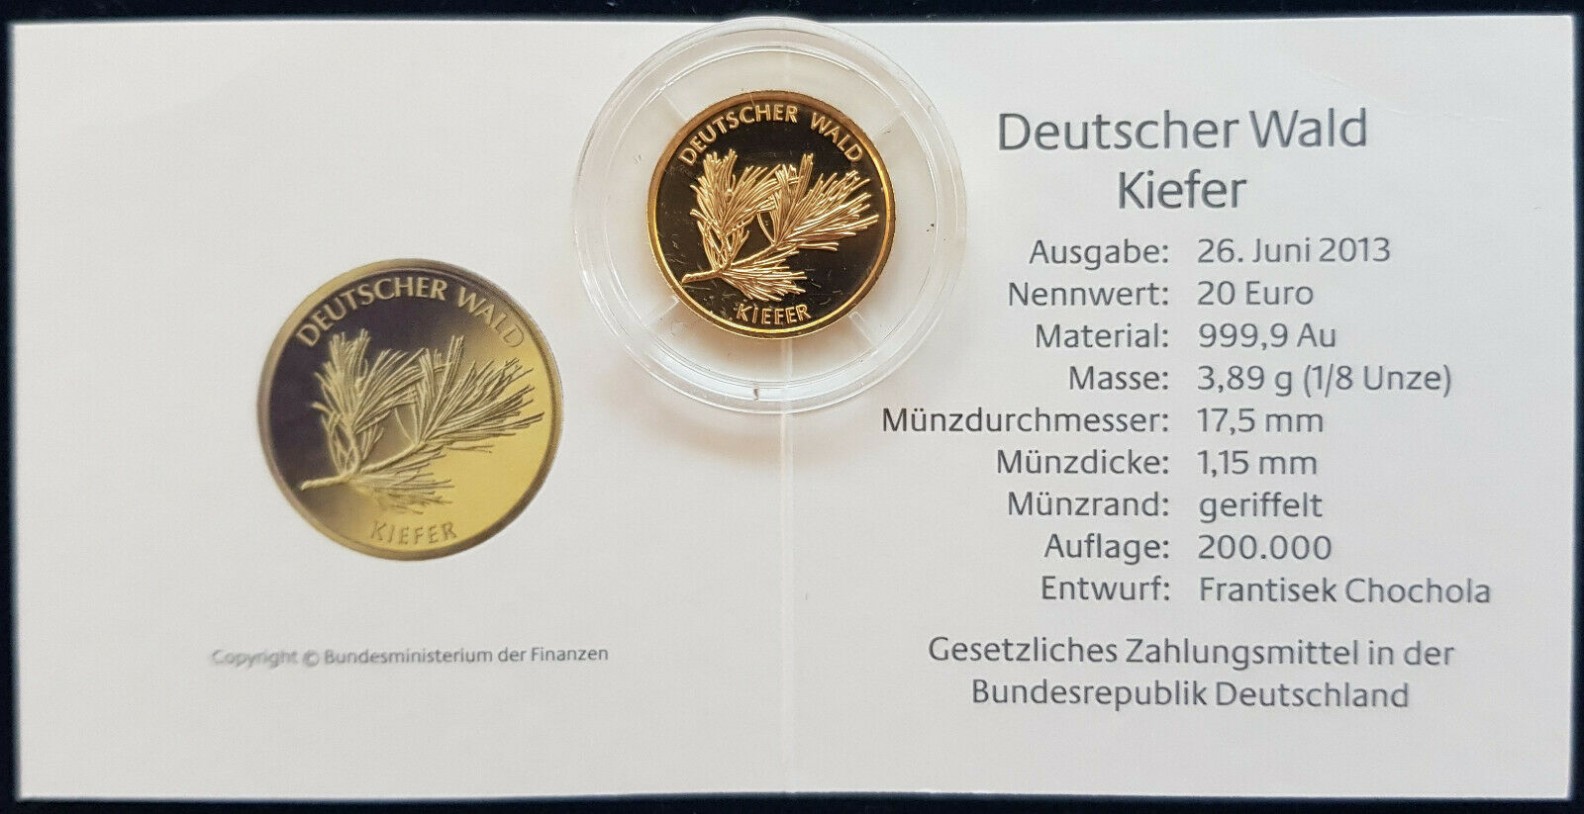 DEUTSCHER WALD
KIEFER
Copyright © Bundesministerium der Finanzen
DEUTSCHER WALD
KIEFER
Deutscher Wald
Kiefer
Ausgabe: 26. Juni 2013
Nennwert: 20 Euro
Material: 999,9 Au
Masse: 3,89 g (1/8 Unze)
Münzdurchmesser: 17,5 mm
Münzdicke: 1,15 mm
Münzrand: geriffelt
Auflage: 200.000
Entwurf: Frantisek Chochola
Gesetzliches Zahlungsmittel in der
Bundesrepublik Deutschland